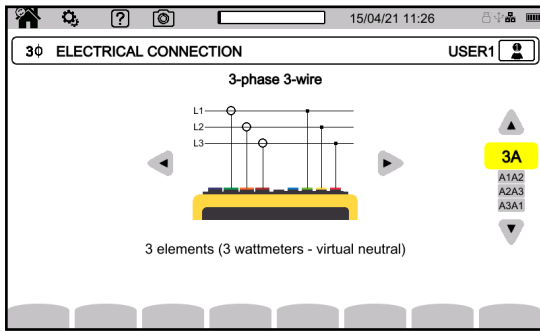 ? 15/04/21 11:26
3ϕ ELECTRICAL CONNECTION USER1
3-phase 3-wire
L1
L2
L3
3A
A1A2
A2A3
A3A1
3 elements (3 wattmeters - virtual neutral)